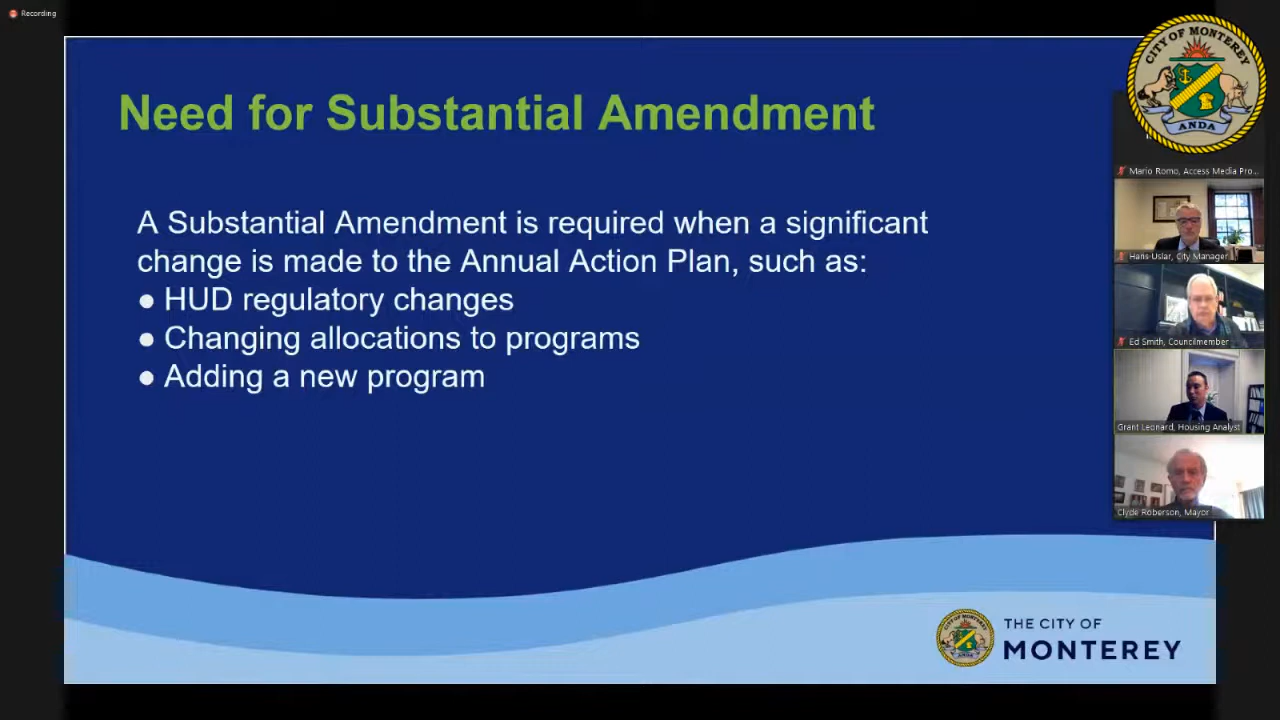 Recording
CITY OF MONTEREY
ANDA
Need for Substantial Amendment
A Substantial Amendment is required when a significant
change is made to the Annual Action Plan, such as:
● HUD regulatory changes
● Changing allocations to programs
● Adding a new program
Mario Romo, Access Media Pro...
Hans Uslar, City Manager
Ed Smith, Councilmember
Grant Leonard, Housing Analyst
Clyde Roberson, Mayor
THE CITY OF
MONTEREY